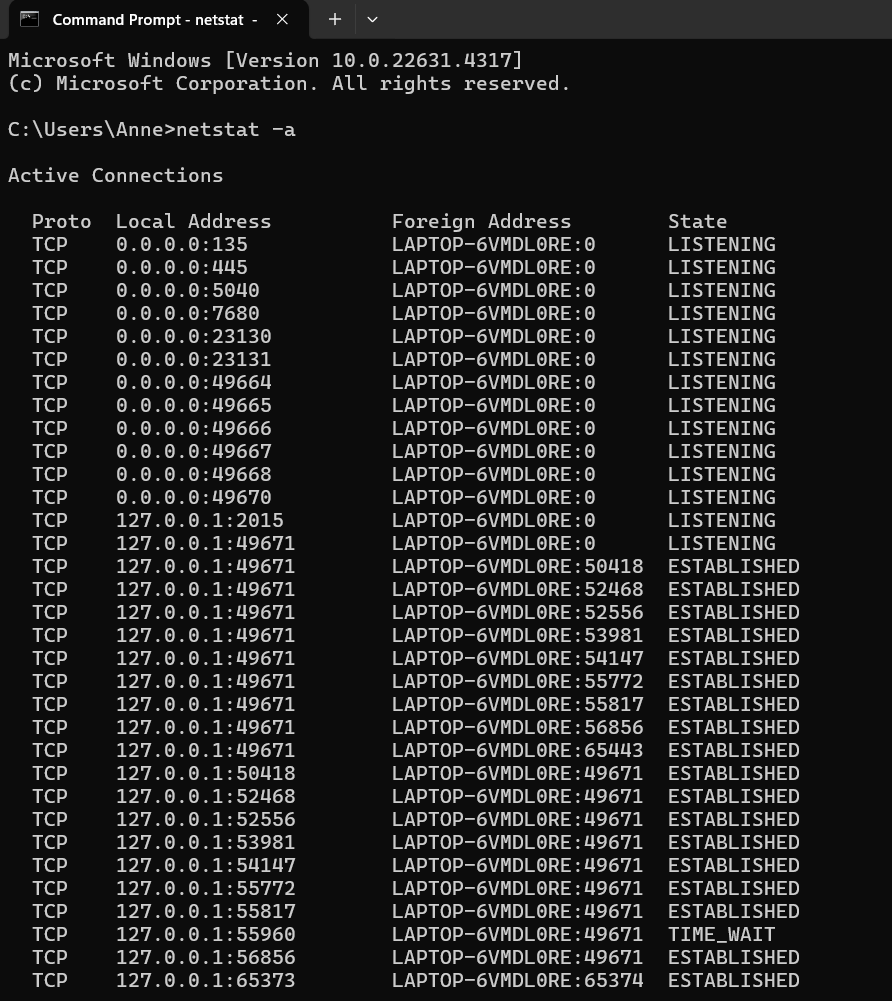 Command Prompt - netstat -
Microsoft Windows [Version 10.0.22631.4317]
(c) Microsoft Corporation. All rights reserved.
C:\Users\Anne>netstat -a
Active Connections
Proto  Local Address          Foreign Address        State
TCP    0.0.0.0:135            LAPTOP-6VMDL0RE:0      LISTENING
TCP    0.0.0.0:445            LAPTOP-6VMDL0RE:0      LISTENING
TCP    0.0.0.0:5040           LAPTOP-6VMDL0RE:0      LISTENING
TCP    0.0.0.0:7680           LAPTOP-6VMDL0RE:0      LISTENING
TCP    0.0.0.0:23130          LAPTOP-6VMDL0RE:0      LISTENING
TCP    0.0.0.0:23131          LAPTOP-6VMDL0RE:0      LISTENING
TCP    0.0.0.0:49664          LAPTOP-6VMDL0RE:0      LISTENING
TCP    0.0.0.0:49665          LAPTOP-6VMDL0RE:0      LISTENING
TCP    0.0.0.0:49666          LAPTOP-6VMDL0RE:0      LISTENING
TCP    0.0.0.0:49667          LAPTOP-6VMDL0RE:0      LISTENING
TCP    0.0.0.0:49668          LAPTOP-6VMDL0RE:0      LISTENING
TCP    0.0.0.0:49670          LAPTOP-6VMDL0RE:0      LISTENING
TCP    127.0.0.1:2015         LAPTOP-6VMDL0RE:0      LISTENING
TCP    127.0.0.1:49671        LAPTOP-6VMDL0RE:0      LISTENING
TCP    127.0.0.1:49671        LAPTOP-6VMDL0RE:50418  ESTABLISHED
TCP    127.0.0.1:49671        LAPTOP-6VMDL0RE:52468  ESTABLISHED
TCP    127.0.0.1:49671        LAPTOP-6VMDL0RE:52556  ESTABLISHED
TCP    127.0.0.1:49671        LAPTOP-6VMDL0RE:53981  ESTABLISHED
TCP    127.0.0.1:49671        LAPTOP-6VMDL0RE:54147  ESTABLISHED
TCP    127.0.0.1:49671        LAPTOP-6VMDL0RE:55772  ESTABLISHED
TCP    127.0.0.1:49671        LAPTOP-6VMDL0RE:55817  ESTABLISHED
TCP    127.0.0.1:49671        LAPTOP-6VMDL0RE:56856  ESTABLISHED
TCP    127.0.0.1:49671        LAPTOP-6VMDL0RE:65443  ESTABLISHED
TCP    127.0.0.1:50418        LAPTOP-6VMDL0RE:49671  ESTABLISHED
TCP    127.0.0.1:52468        LAPTOP-6VMDL0RE:49671  ESTABLISHED
TCP    127.0.0.1:52556        LAPTOP-6VMDL0RE:49671  ESTABLISHED
TCP    127.0.0.1:53981        LAPTOP-6VMDL0RE:49671  ESTABLISHED
TCP    127.0.0.1:54147        LAPTOP-6VMDL0RE:49671  ESTABLISHED
TCP    127.0.0.1:55772        LAPTOP-6VMDL0RE:49671  ESTABLISHED
TCP    127.0.0.1:55817        LAPTOP-6VMDL0RE:49671  ESTABLISHED
TCP    127.0.0.1:55960        LAPTOP-6VMDL0RE:49671  TIME_WAIT
TCP    127.0.0.1:56856        LAPTOP-6VMDL0RE:49671  ESTABLISHED
TCP    127.0.0.1:65373        LAPTOP-6VMDL0RE:65374  ESTABLISHED